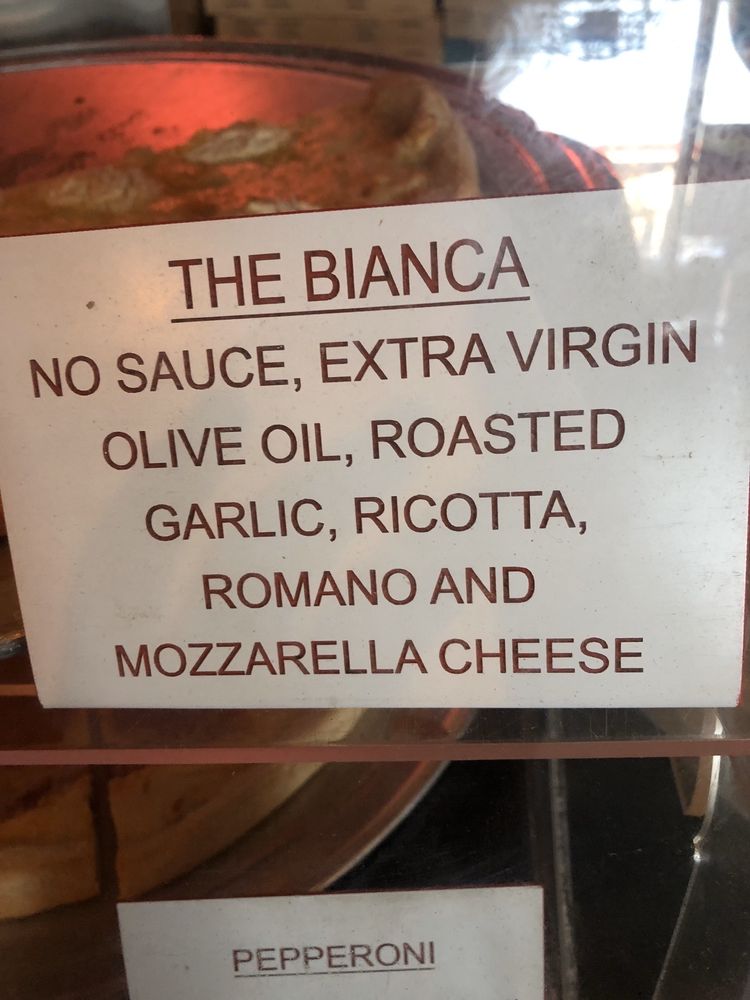 THE BIANCA
NO SAUCE, EXTRA VIRGIN
OLIVE OIL, ROASTED
GARLIC, RICOTTA,
ROMANO AND
MOZZARELLA CHEESE
PEPPERONI